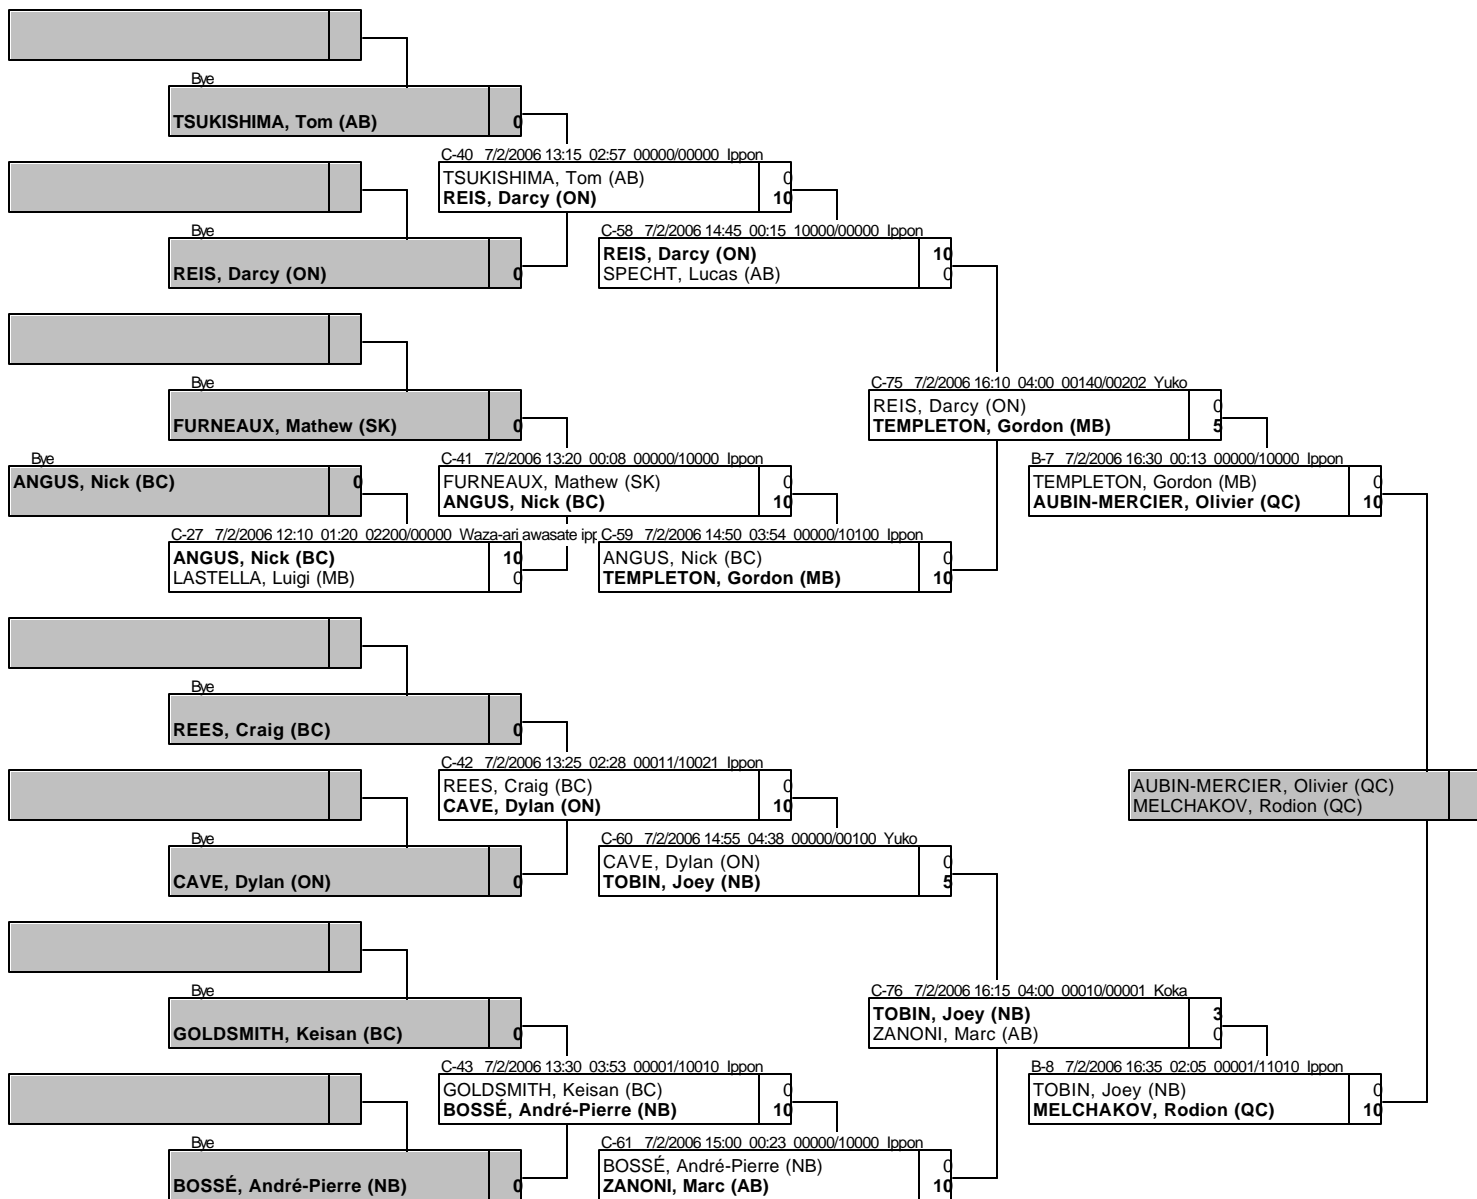 Bye
TSUKISHIMA, Tom (AB) 0
C-40 7/2/2006 13:15 02:57 00000/00000 Ippon
TSUKISHIMA, Tom (AB) 0
REIS, Darcy (ON) 10
Bye
REIS, Darcy (ON) 0
C-58 7/2/2006 14:45 00:15 10000/00000 Ippon
REIS, Darcy (ON) 10
SPECHT, Lucas (AB) 0
Bye
FURNEAUX, Mathew (SK) 0
C-75 7/2/2006 16:10 04:00 00140/00202 Yuko
REIS, Darcy (ON) 0
TEMPLETON, Gordon (MB) 5
Bye
ANGUS, Nick (BC) 0
C-41 7/2/2006 13:20 00:08 00000/10000 Ippon
FURNEAUX, Mathew (SK) 0
ANGUS, Nick (BC) 10
B-7 7/2/2006 16:30 00:13 00000/10000 Ippon
TEMPLETON, Gordon (MB) 0
AUBIN-MERCIER, Olivier (QC) 10
C-27 7/2/2006 12:10 01:20 02200/00000 Waza-ari awasate ipp
ANGUS, Nick (BC) 10
LASTELLA, Luigi (MB) 0
C-59 7/2/2006 14:50 03:54 00000/10100 Ippon
ANGUS, Nick (BC) 0
TEMPLETON, Gordon (MB) 10
Bye
REES, Craig (BC) 0
C-42 7/2/2006 13:25 02:28 00011/10021 Ippon
REES, Craig (BC) 0
CAVE, Dylan (ON) 10
AUBIN-MERCIER, Olivier (QC)
MELCHAKOV, Rodion (QC)
Bye
CAVE, Dylan (ON) 0
C-60 7/2/2006 14:55 04:38 00000/00100 Yuko
CAVE, Dylan (ON) 0
TOBIN, Joey (NB) 5
Bye
GOLDSMITH, Keisan (BC) 0
C-76 7/2/2006 16:15 04:00 00010/00001 Koka
TOBIN, Joey (NB) 3
ZANONI, Marc (AB) 0
C-43 7/2/2006 13:30 03:53 00001/10010 Ippon
GOLDSMITH, Keisan (BC) 0
BOSSÉ, André-Pierre (NB) 10
B-8 7/2/2006 16:35 02:05 00001/11010 Ippon
TOBIN, Joey (NB) 0
MELCHAKOV, Rodion (QC) 10
Bye
BOSSÉ, André-Pierre (NB) 0
C-61 7/2/2006 15:00 00:23 00000/10000 Ippon
BOSSÉ, André-Pierre (NB) 0
ZANONI, Marc (AB) 10